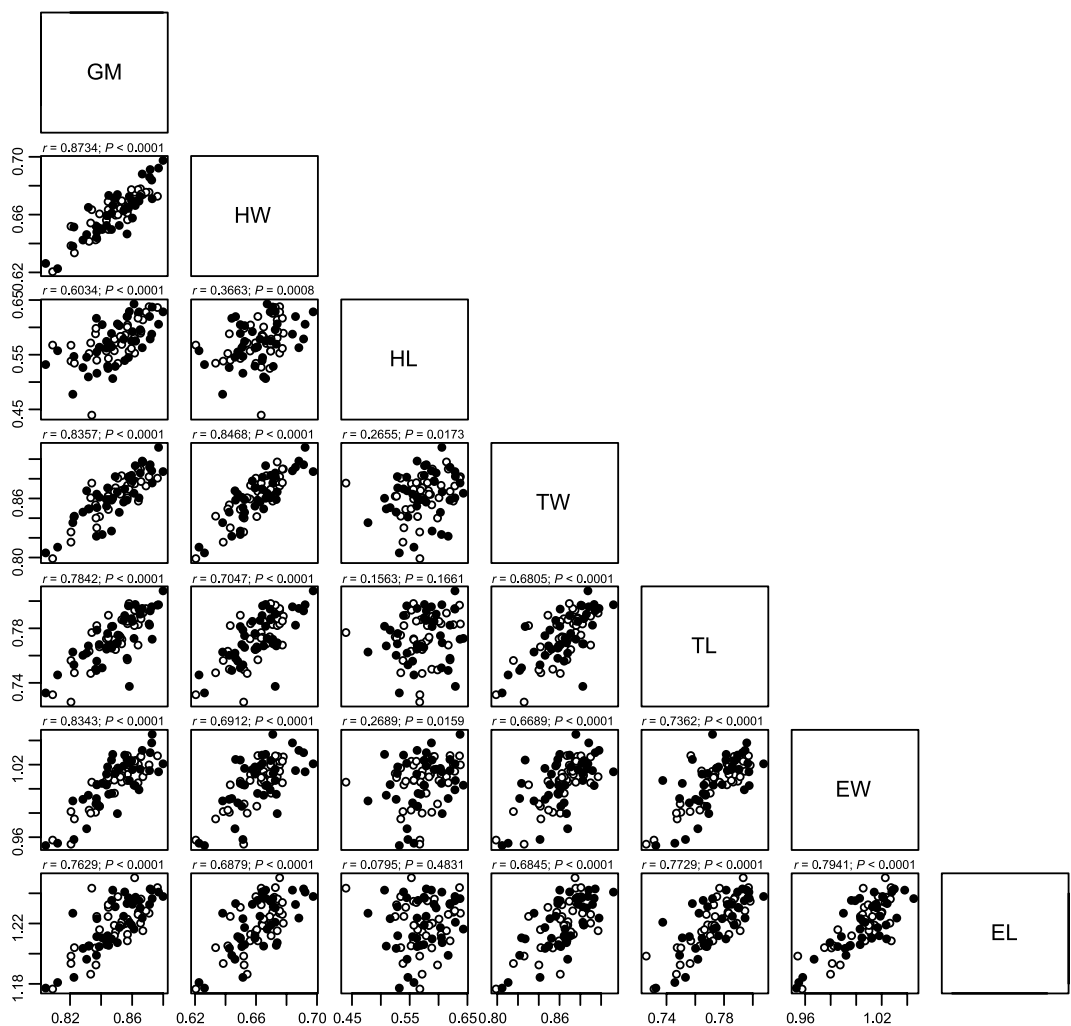 GM
r = 0.8734; P < 0.0001
0.62 0.66 0.70
HW
r = 0.6034; P < 0.0001 r = 0.3663; P = 0.0008
0.45 0.55 0.65
HL
r = 0.8357; P < 0.0001 r = 0.8468; P < 0.0001 r = 0.2655; P = 0.0173
0.80 0.86
TW
r = 0.7842; P < 0.0001 r = 0.7047; P < 0.0001 r = 0.1563; P = 0.1661 r = 0.6805; P < 0.0001
0.74 0.78
TL
r = 0.8343; P < 0.0001 r = 0.6912; P < 0.0001 r = 0.2689; P = 0.0159 r = 0.6689; P < 0.0001 r = 0.7362; P < 0.0001
0.96 1.02
EW
r = 0.7629; P < 0.0001 r = 0.6879; P < 0.0001 r = 0.0795; P = 0.4831 r = 0.6845; P < 0.0001 r = 0.7729; P < 0.0001 r = 0.7941; P < 0.0001
1.18 1.22
EL
0.82 0.86 0.62 0.66 0.70 0.45 0.55 0.65 0.80 0.86 0.74 0.78 0.96 1.02